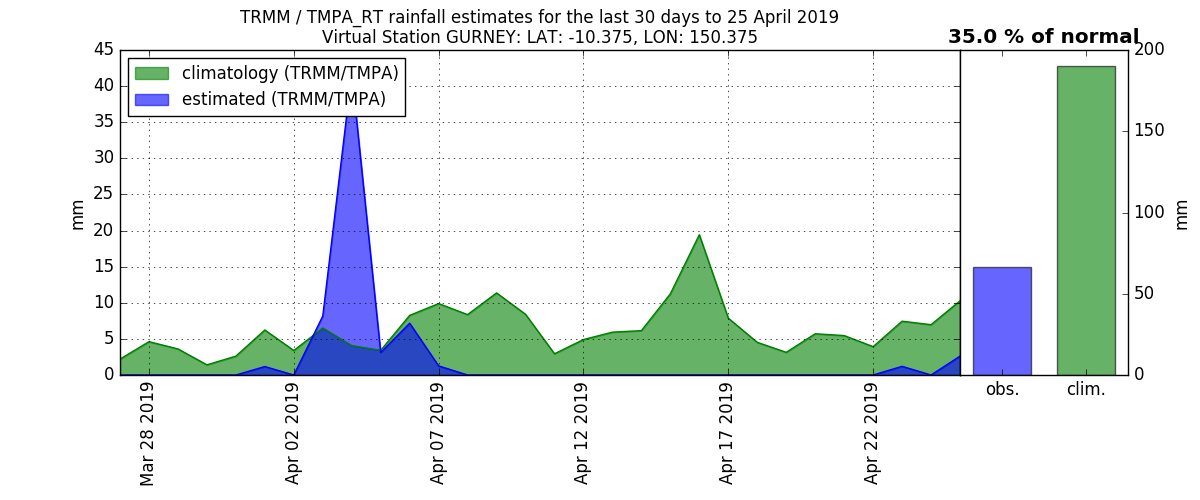 TRMM / TMPA_RT rainfall estimates for the last 30 days to 25 April 2019
Virtual Station GURNEY: LAT: -10.375, LON: 150.375
35.0 % of normal
climatology (TRMM/TMPA)
estimated (TRMM/TMPA)
mm
45
40
35
30
25
20
15
10
5
0
Mar 28 2019
Apr 02 2019
Apr 07 2019
Apr 12 2019
Apr 17 2019
Apr 22 2019
obs.
clim.
200
150
100
50
0
mm